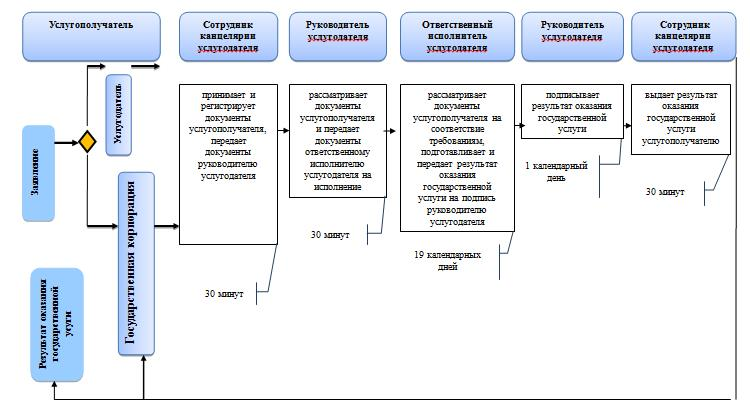 Услугополучатель
Сотрудник
канцелярии
услугодателя
Руководитель
услугодателя
Ответственный
исполнитель
услугодателя
Руководитель
услугодателя
Сотрудник
канцелярии
услугодателя
Заявление
Услугодатель
Государственная корпорация
Результат оказания
государственной
усуги
принимает и
регистрирует
документы
услугополучателя,
передает
документы
руководителю
услугодателя
30 минут
рассматривает
документы
услугополучателя
и передает
документы
ответственному
исполнителю
услугодателя на
исполнение
30 минут
рассматривает
документы
услугополучателя на
соответствие
требованиям,
подготавливает и
передает результат
оказания
государственной
услуги на подпись
руководителю
услугодателя
19 календарных
дней
подписывает
результат оказания
государственной
услуги
1 календарный
день
выдает результат
оказания
государственной
услуги
услугополучателю
30 минут